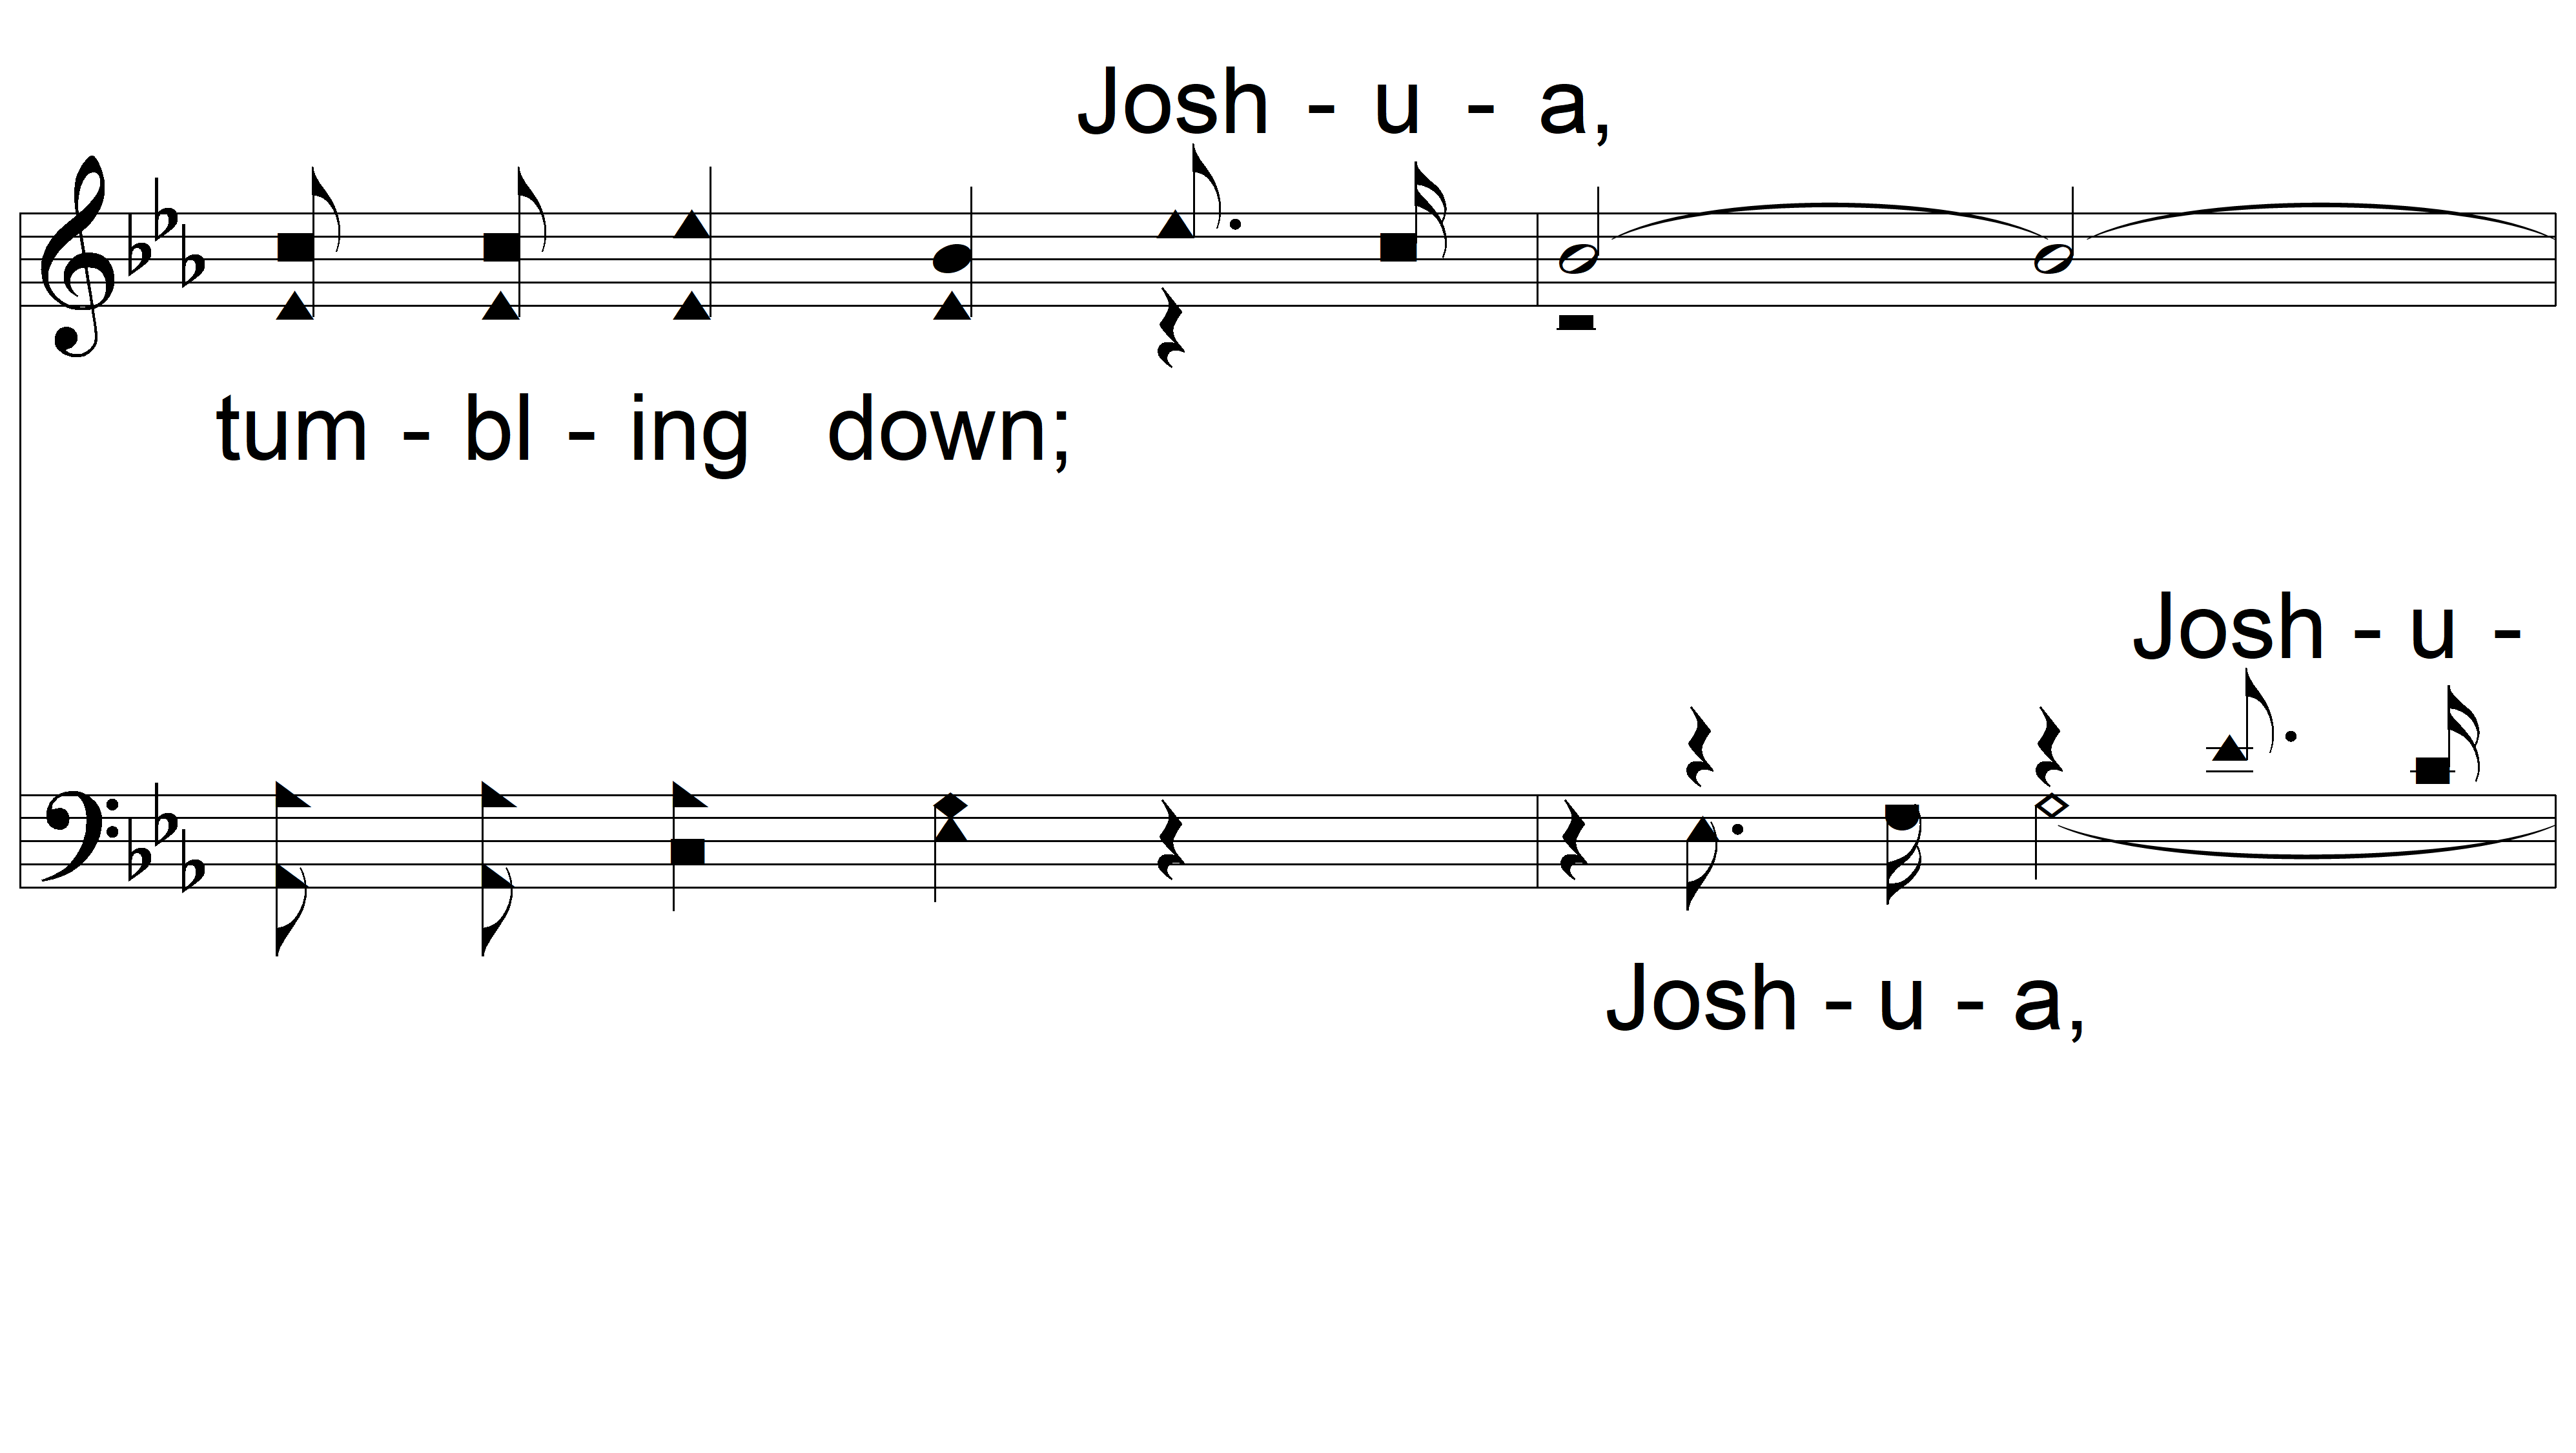 Josh - u - a,
tum - bl - ing down;
Josh - u -
Josh - u - a,